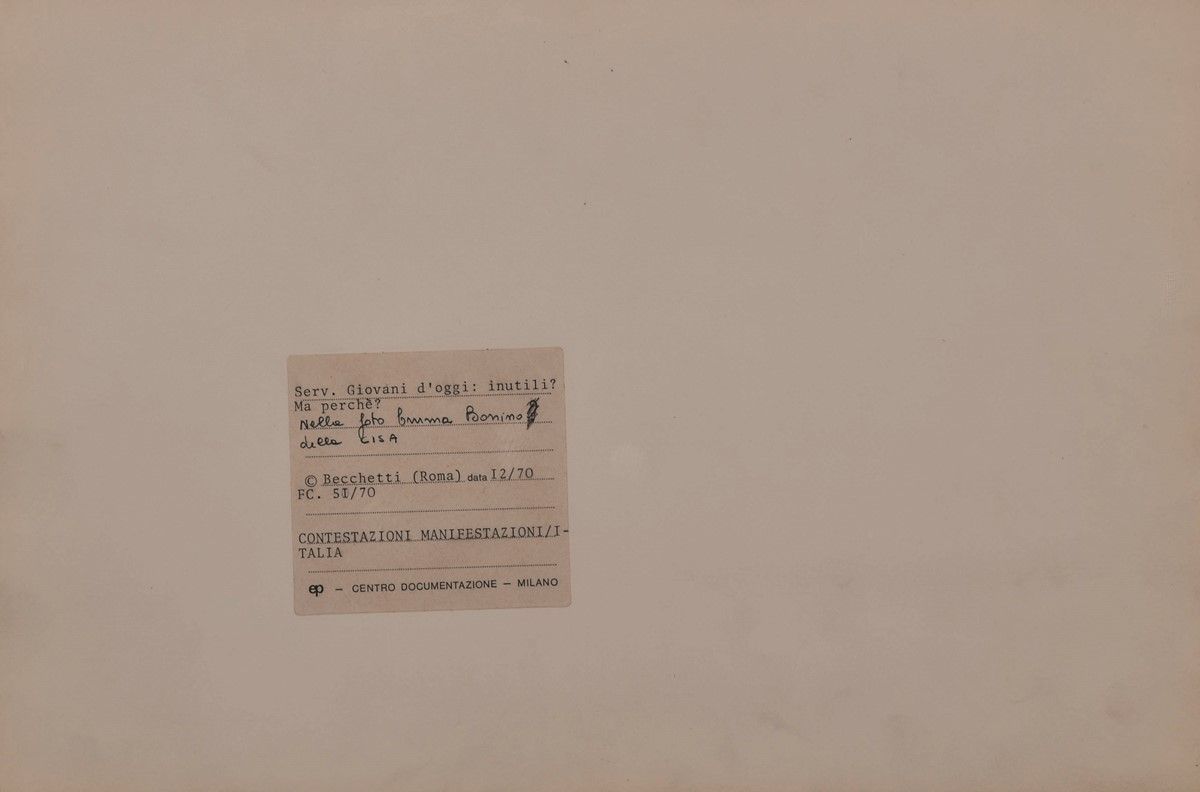 Serv. Giovani d'oggi: inutili?
Ma perchè?
Nella foto Emma Bonino
della CISA
© Becchetti (Roma) data I2/70
FC. 5I/70
CONTESTAZIONI MANIFESTAZIONI/I-
TALIA
ep – CENTRO DOCUMENTAZIONE – MILANO